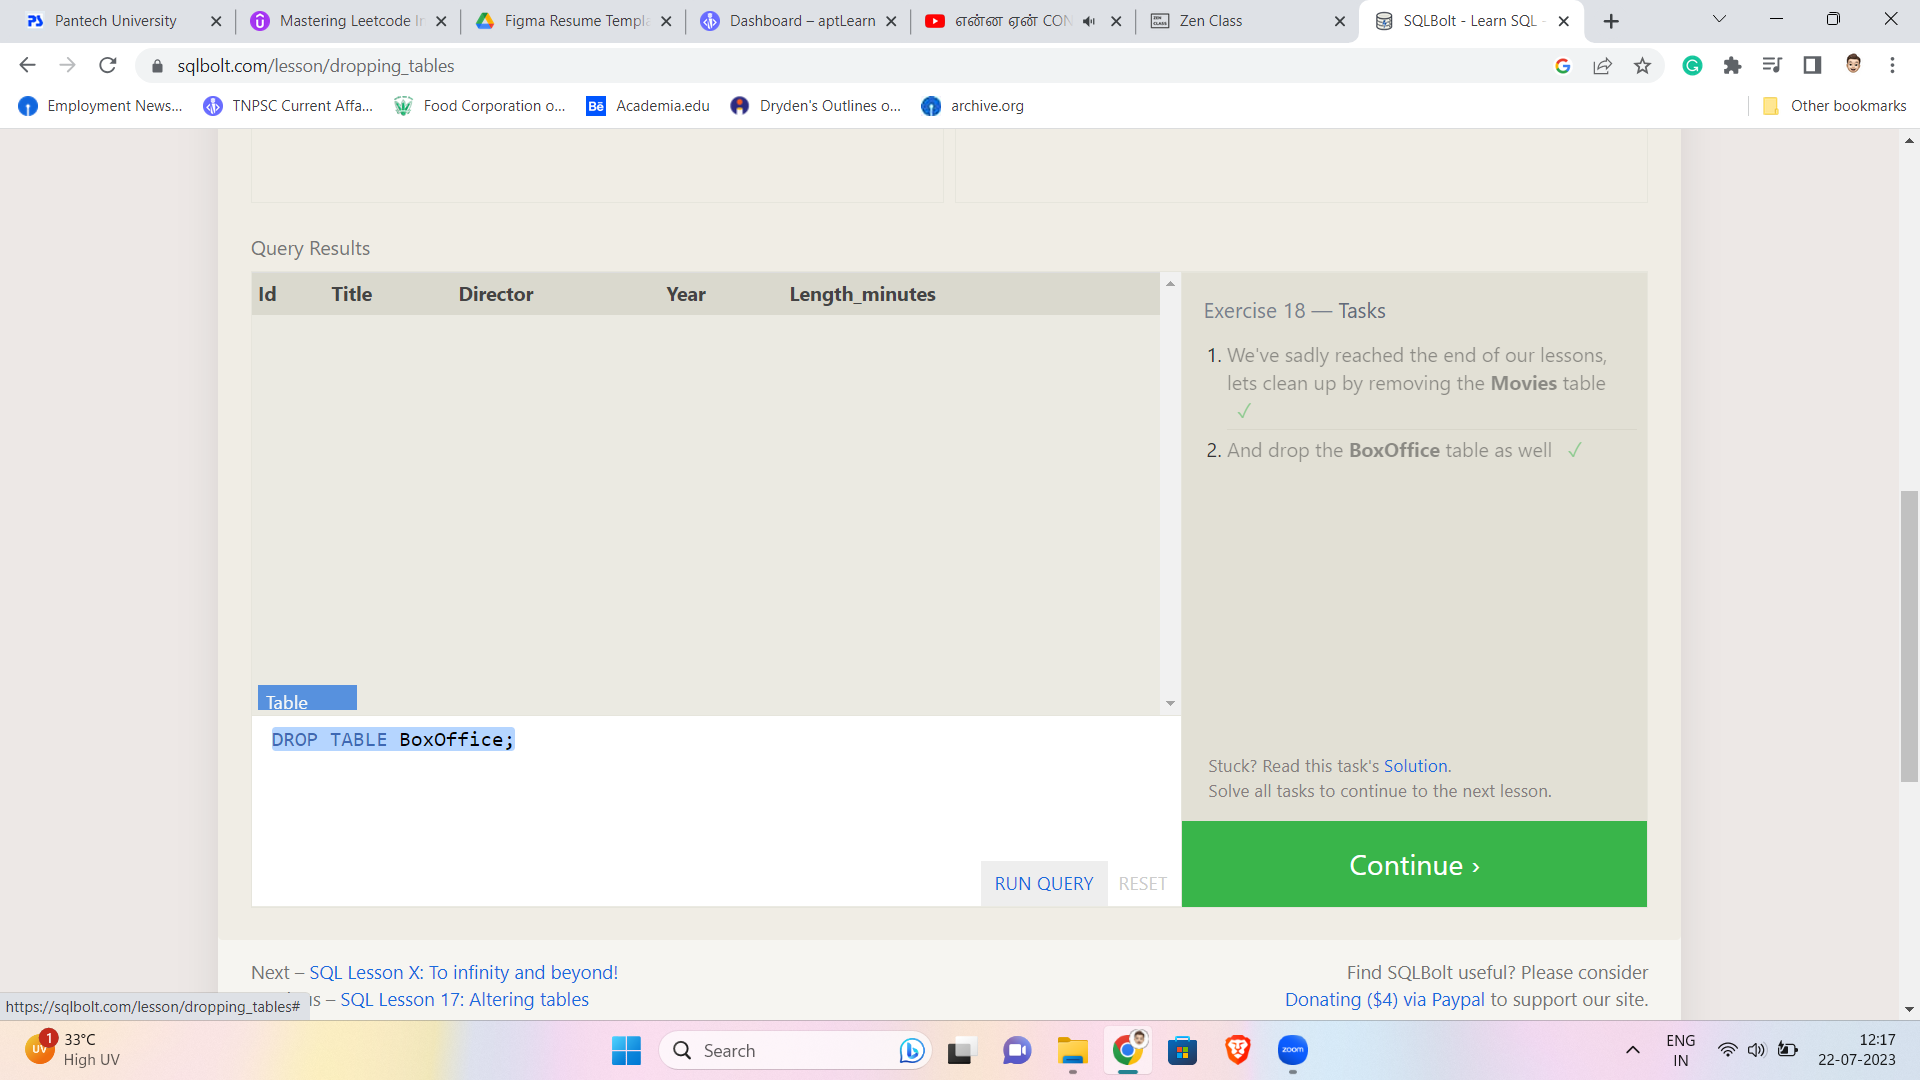 Pantech University
Mastering Leetcode In
Figma Resume Templa
Dashboard – aptLearn
என்ன ஏன் CON
Zen Class
SQLBolt - Learn SQL -
sqlbolt.com/lesson/dropping_tables
Employment News...
TNPSC Current Affa...
Food Corporation o...
Bē Academia.edu
Dryden's Outlines o...
archive.org
Other bookmarks
Query Results
Id Title Director Year Length_minutes
Table
DROP TABLE BoxOffice;
RUN QUERY RESET
Exercise 18 — Tasks
1. We've sadly reached the end of our lessons,
lets clean up by removing the Movies table
✓
2. And drop the BoxOffice table as well ✓
Stuck? Read this task's Solution.
Solve all tasks to continue to the next lesson.
Continue ›
Next – SQL Lesson X: To infinity and beyond!
us – SQL Lesson 17: Altering tables
Find SQLBolt useful? Please consider
Donating ($4) via Paypal to support our site.
https://sqlbolt.com/lesson/dropping_tables#
UV 1
33°C
High UV
Search
zoom
ENG
IN
12:17
22-07-2023